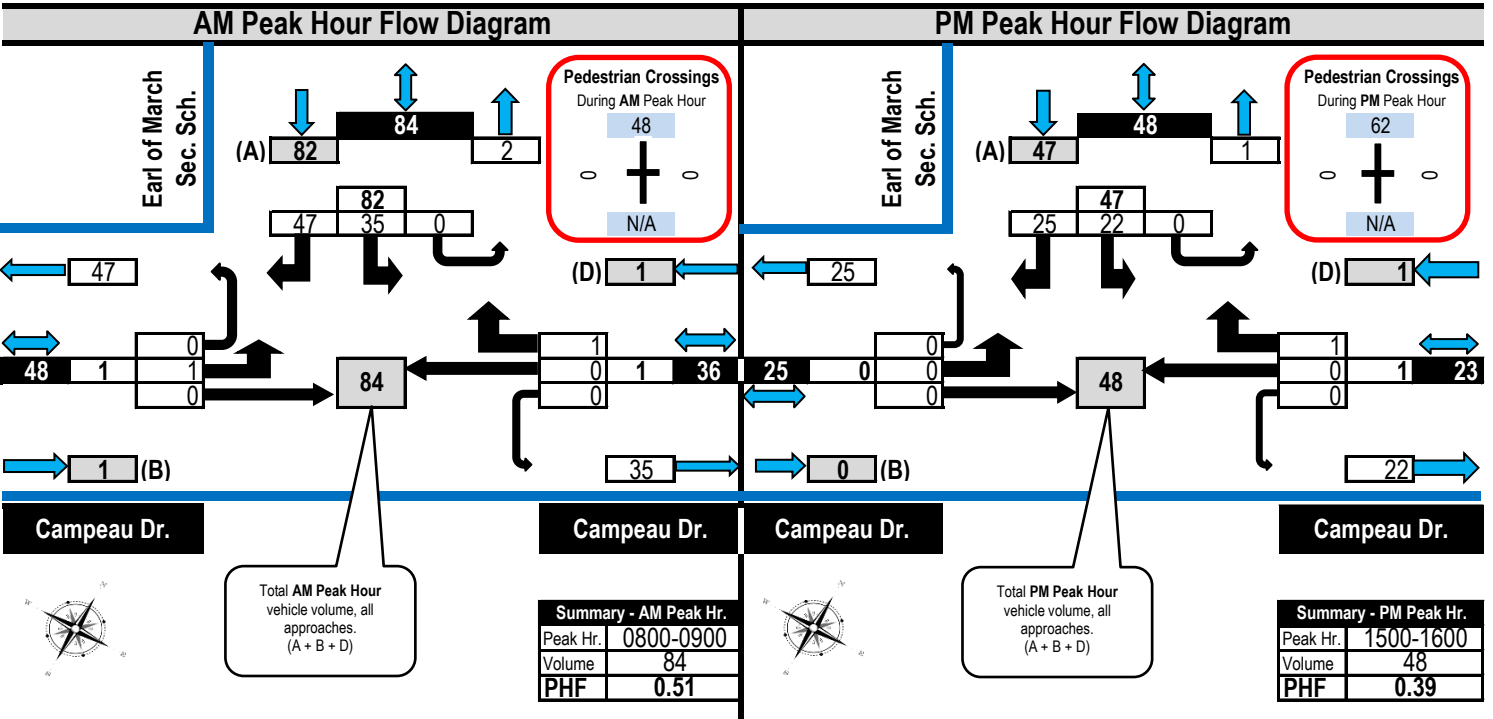 AM Peak Hour Flow Diagram
Earl of March
Sec. Sch.
84
(A) 82
2
82
47 35 0
Pedestrian Crossings
During AM Peak Hour
48
0 0
N/A
47
(D) 1
0
48 1 1
0
84
1
0 1 36
0
1 (B)
35
Campeau Dr.
Campeau Dr.
Total AM Peak Hour
vehicle volume, all
approaches.
(A + B + D)
Summary - AM Peak Hr.
Peak Hr. 0800-0900
Volume 84
PHF 0.51
PM Peak Hour Flow Diagram
Earl of March
Sec. Sch.
48
(A) 47
1
47
25 22 0
Pedestrian Crossings
During PM Peak Hour
62
0 0
N/A
25
(D) 1
0
25 0 0
0
48
1
0 1 23
0
0 (B)
22
Campeau Dr.
Campeau Dr.
Total PM Peak Hour
vehicle volume, all
approaches.
(A + B + D)
Summary - PM Peak Hr.
Peak Hr. 1500-1600
Volume 48
PHF 0.39